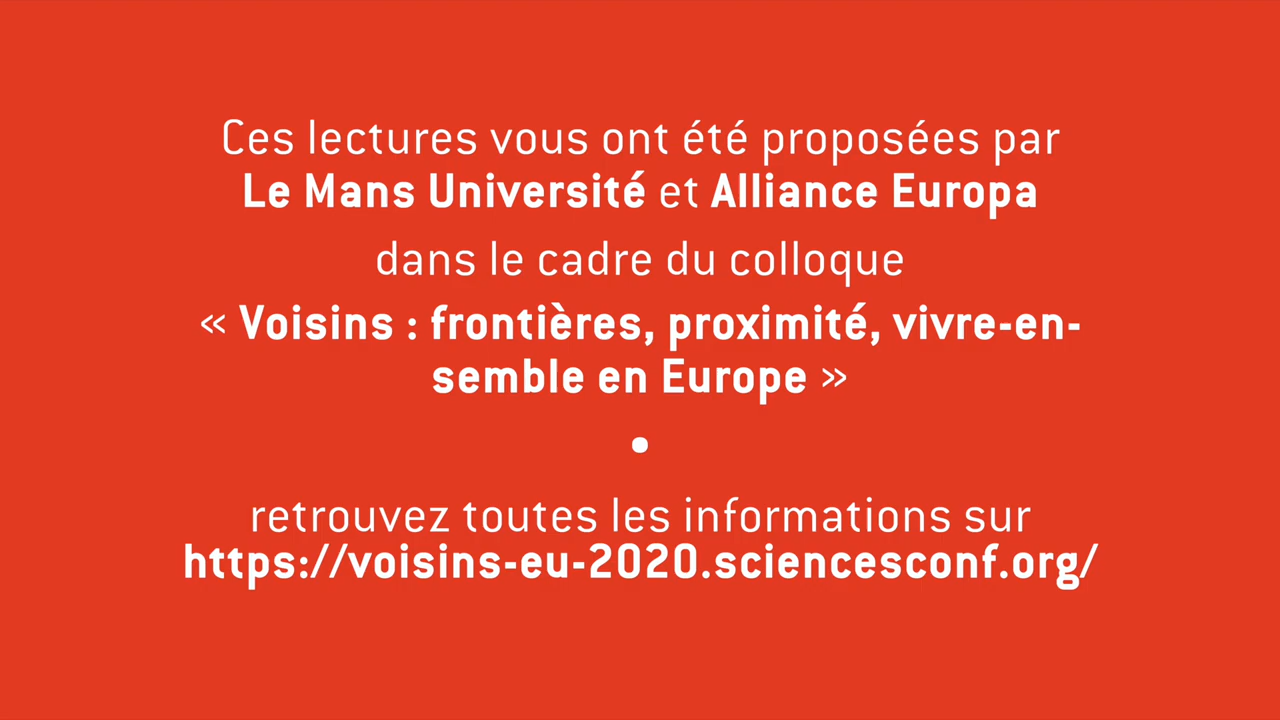 Ces lectures vous ont été proposées par
Le Mans Université et Alliance Europa
dans le cadre du colloque
« Voisins : frontières, proximité, vivre-en-
semble en Europe »
•
retrouvez toutes les informations sur
https://voisins-eu-2020.sciencesconf.org/